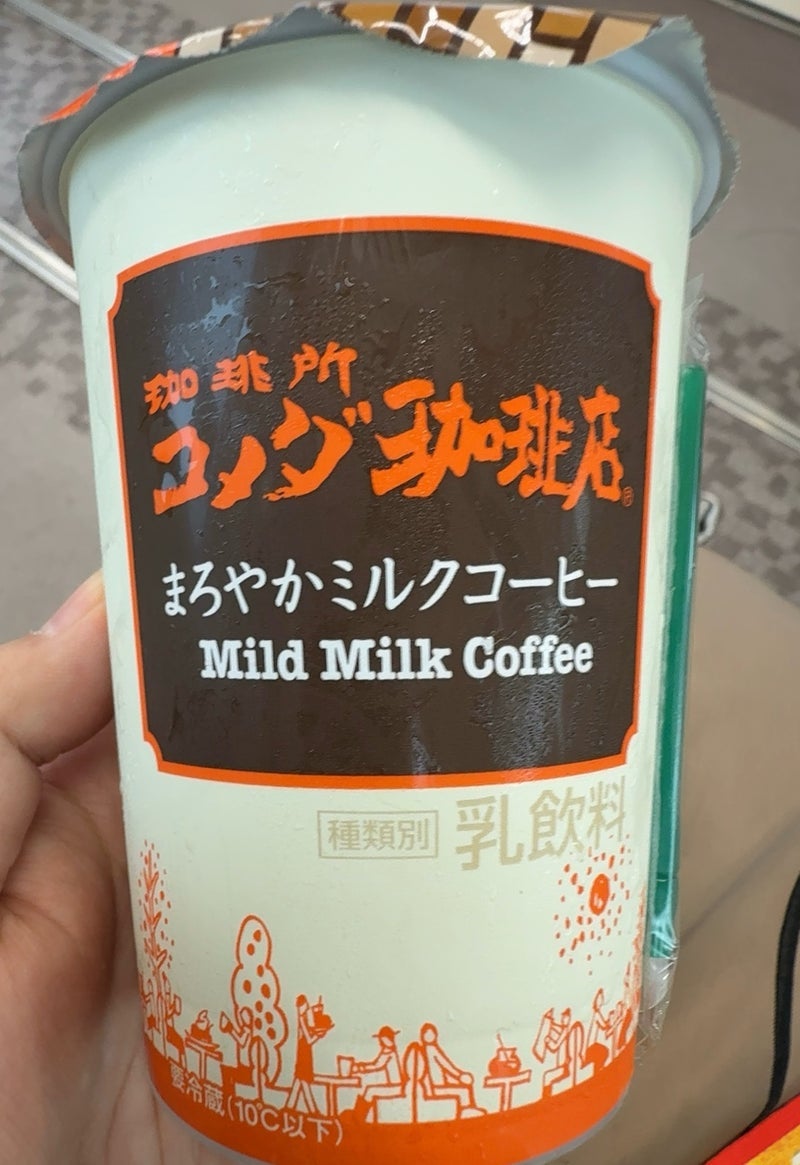 珈琲所
コメダ珈琲店®
まろやかミルクコーヒー
Mild Milk Coffee
種類別 乳飲料
要冷蔵(10℃以下)